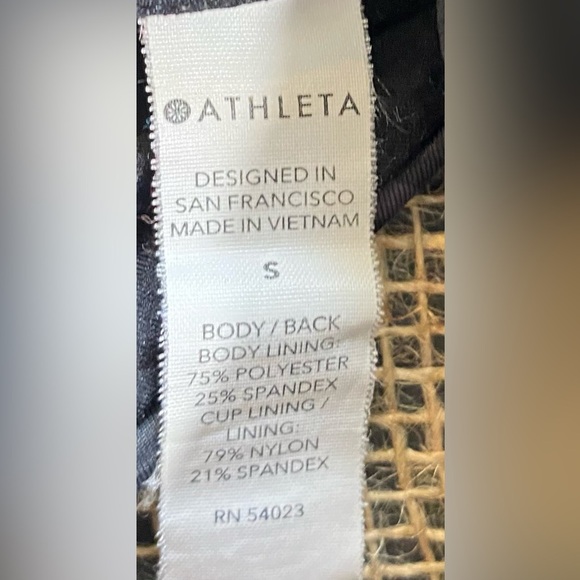 ATHLETA
DESIGNED IN
SAN FRANCISCO
MADE IN VIETNAM
S
BODY / BACK
BODY LINING:
75% POLYESTER
25% SPANDEX
CUP LINING /
LINING:
79% NYLON
21% SPANDEX
RN 54023